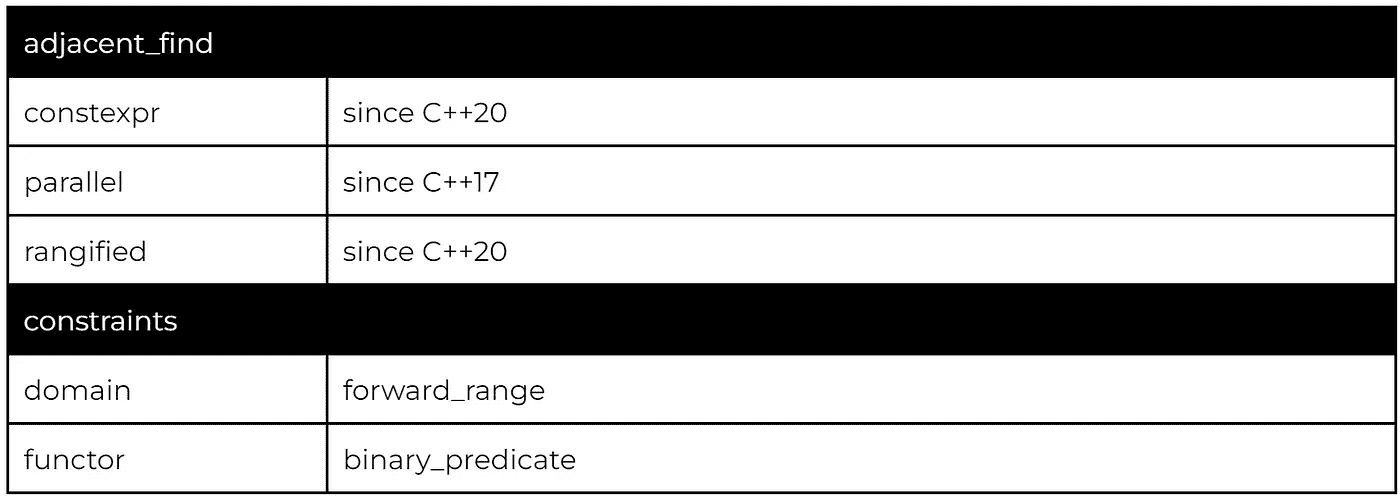 adjacent_find
constexpr since C++20
parallel since C++17
rangified since C++20
constraints
domain forward_range
functor binary_predicate